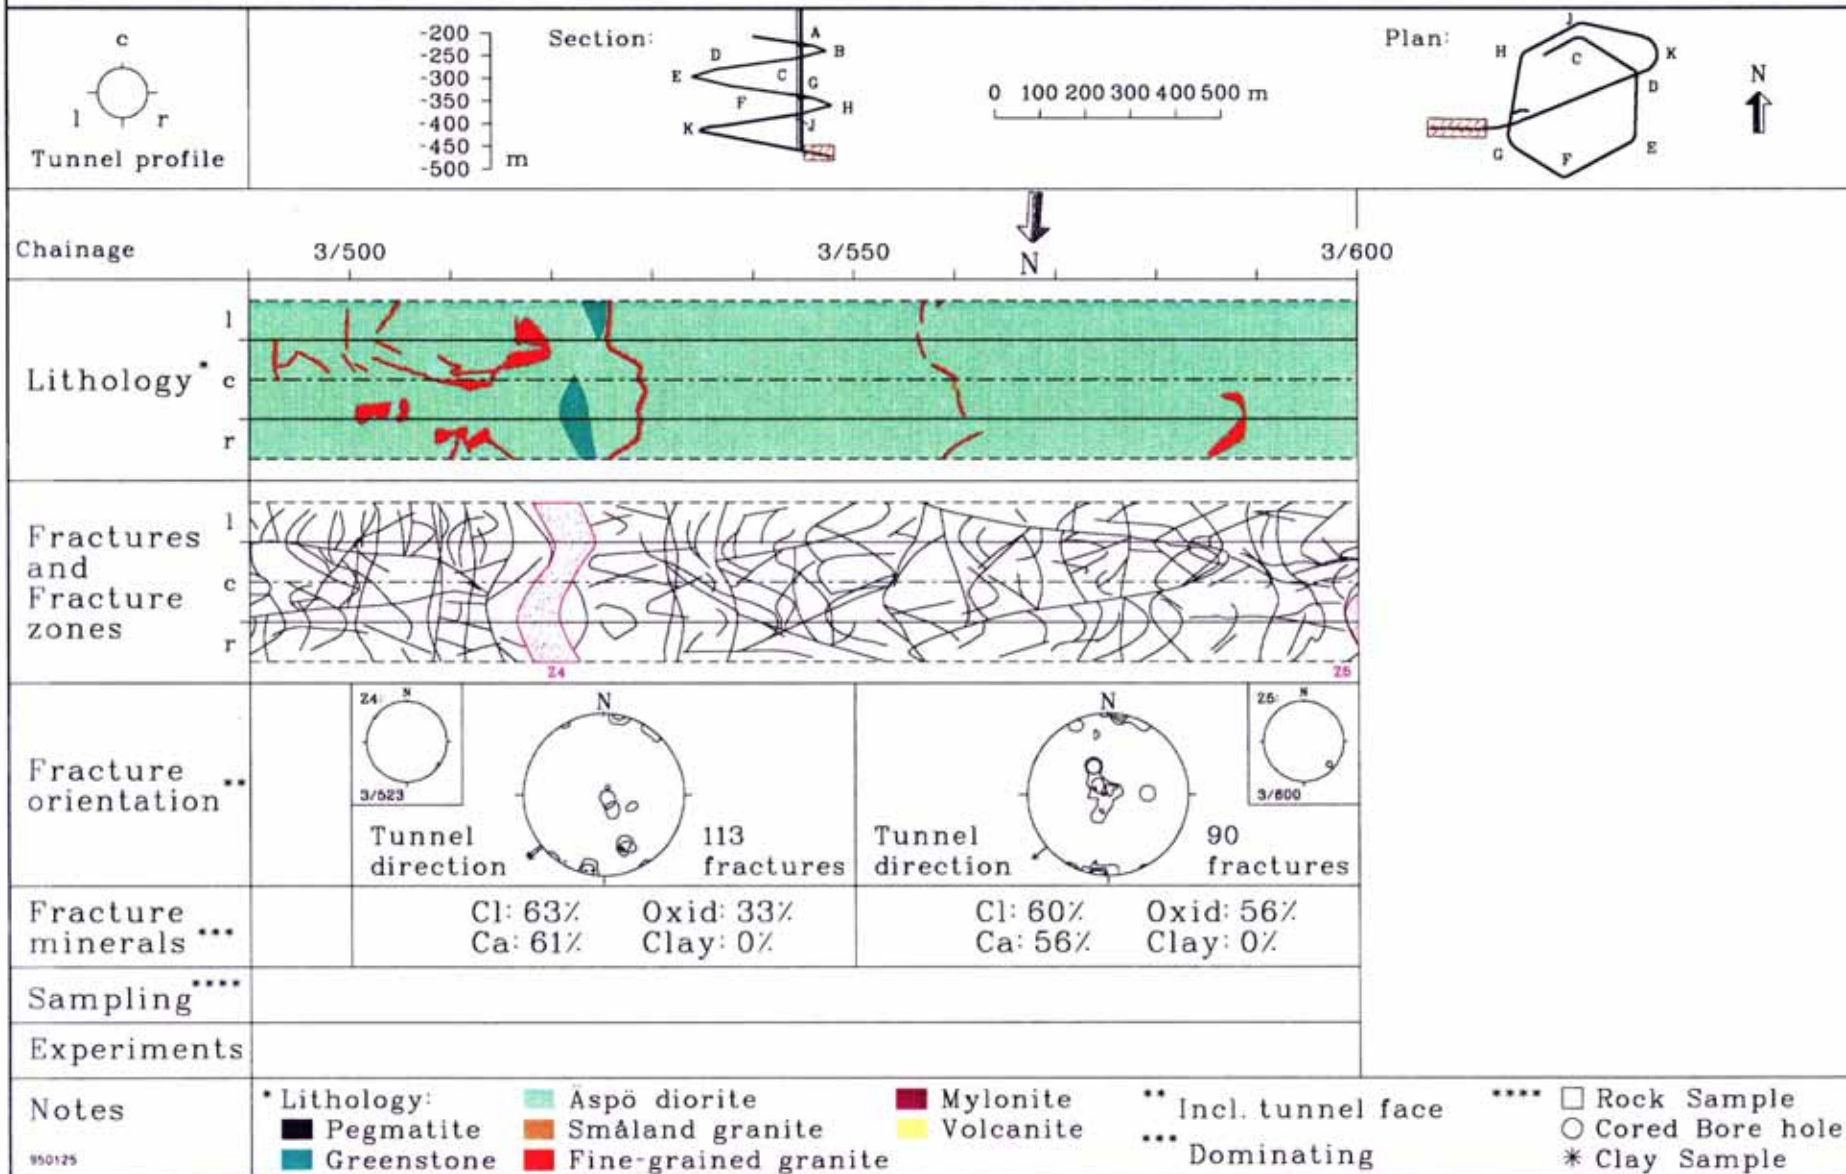 c
l r
Tunnel profile
-200
-250
-300
-350
-400
-450
-500 m
Section:
A
B
D
E C G
F H
K J
0 100 200 300 400 500 m
Plan:
J
H C K
D
G F E
N
Chainage 3/500 3/550 N 3/600
Lithology *
l
c
r
Fractures
and
Fracture
zones
l
c
r
Z4 Z5
Fracture
orientation **
Z4: N
3/523
N
Tunnel
direction
113
fractures
N
Tunnel
direction
90
fractures
Z5: N
3/600
Fracture
minerals ***
Cl: 63% Oxid: 33%
Ca: 61% Clay: 0%
Cl: 60% Oxid: 56%
Ca: 56% Clay: 0%
Sampling ****
Experiments
Notes
950125
* Lithology:
Pegmatite
Greenstone
Äspö diorite
Småland granite
Fine-grained granite
Mylonite
Volcanite
** Incl. tunnel face
*** Dominating
**** Rock Sample
Cored Bore hole
Clay Sample